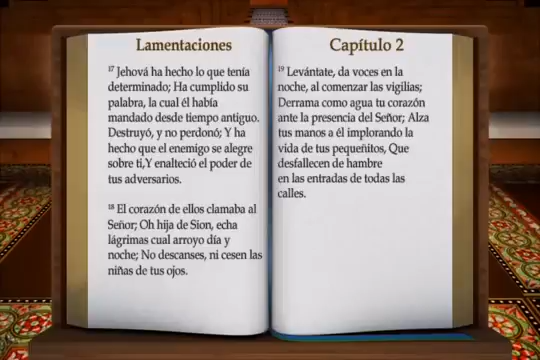 Lamentaciones
17 Jehová ha hecho lo que tenía
determinado; Ha cumplido su
palabra, la cual él había
mandado desde tiempo antiguo.
Destruyó, y no perdonó; Y ha
hecho que el enemigo se alegre
sobre ti,Y enalteció el poder de
tus adversarios.
18 El corazón de ellos clamaba al
Señor; Oh hija de Sion, echa
lágrimas cual arroyo día y
noche; No descanses, ni cesen las
niñas de tus ojos.
Capítulo 2
19 Levántate, da voces en la
noche, al comenzar las vigilias;
Derrama como agua tu corazón
ante la presencia del Señor; Alza
tus manos a él implorando la
vida de tus pequeñitos, Que
desfallecen de hambre
en las entradas de todas las
calles.